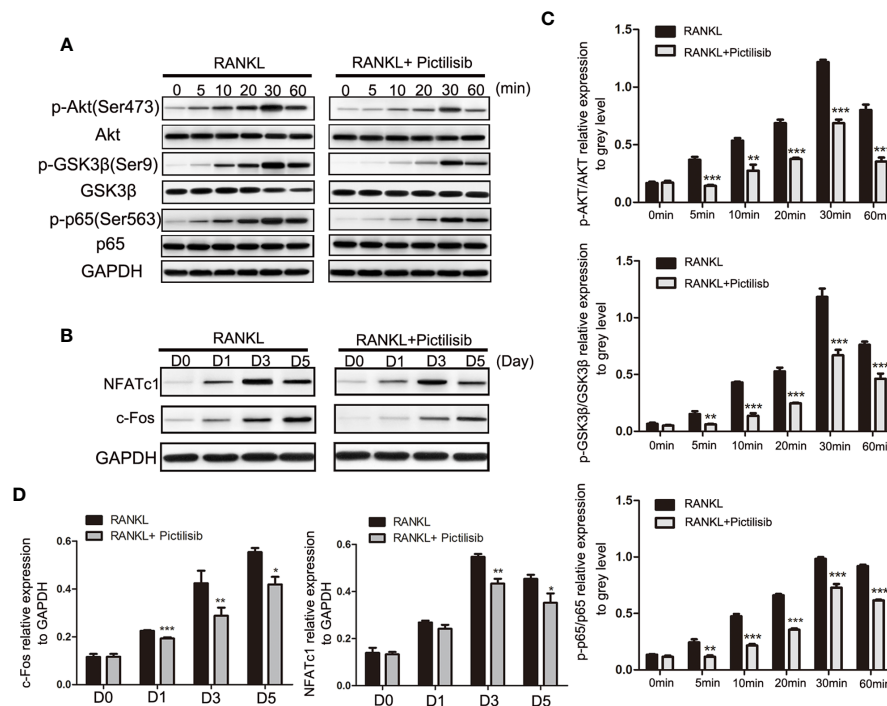 A
RANKL
RANKL+ Pictilisib
0 5 10 20 30 60
0 5 10 20 30 60
(min)
p-Akt(Ser473)
Akt
p-GSK3β(Ser9)
GSK3β
p-p65(Ser563)
p65
GAPDH
B
RANKL
RANKL+Pictilisib
D0 D1 D3 D5
D0 D1 D3 D5
(Day)
NFATc1
c-Fos
GAPDH
C
p-AKT/AKT relative expression
to grey level
RANKL
RANKL+Pictilisib
1.5
1.0
0.5
0.0
***
**
***
***
***
0min 5min 10min 20min 30min 60min
p-GSK3β/GSK3β relative expression
to grey level
RANKL
RANKL+Pictilisb
1.5
1.0
0.5
0.0
**
***
***
***
***
0min 5min 10min 20min 30min 60min
p-p65/p65 relative expression
to grey level
RANKL
RANKL+Pictilisib
1.5
1.0
0.5
0.0
**
***
***
***
***
0min 5min 10min 20min 30min 60min
D
c-Fos relative expression
to GAPDH
RANKL
RANKL+ Pictilisib
0.6
0.4
0.2
0.0
***
**
*
D0 D1 D3 D5
NFATc1 relative expression
to GAPDH
RANKL
RANKL+ Pictilisib
0.6
0.4
0.2
0.0
**
*
D0 D1 D3 D5